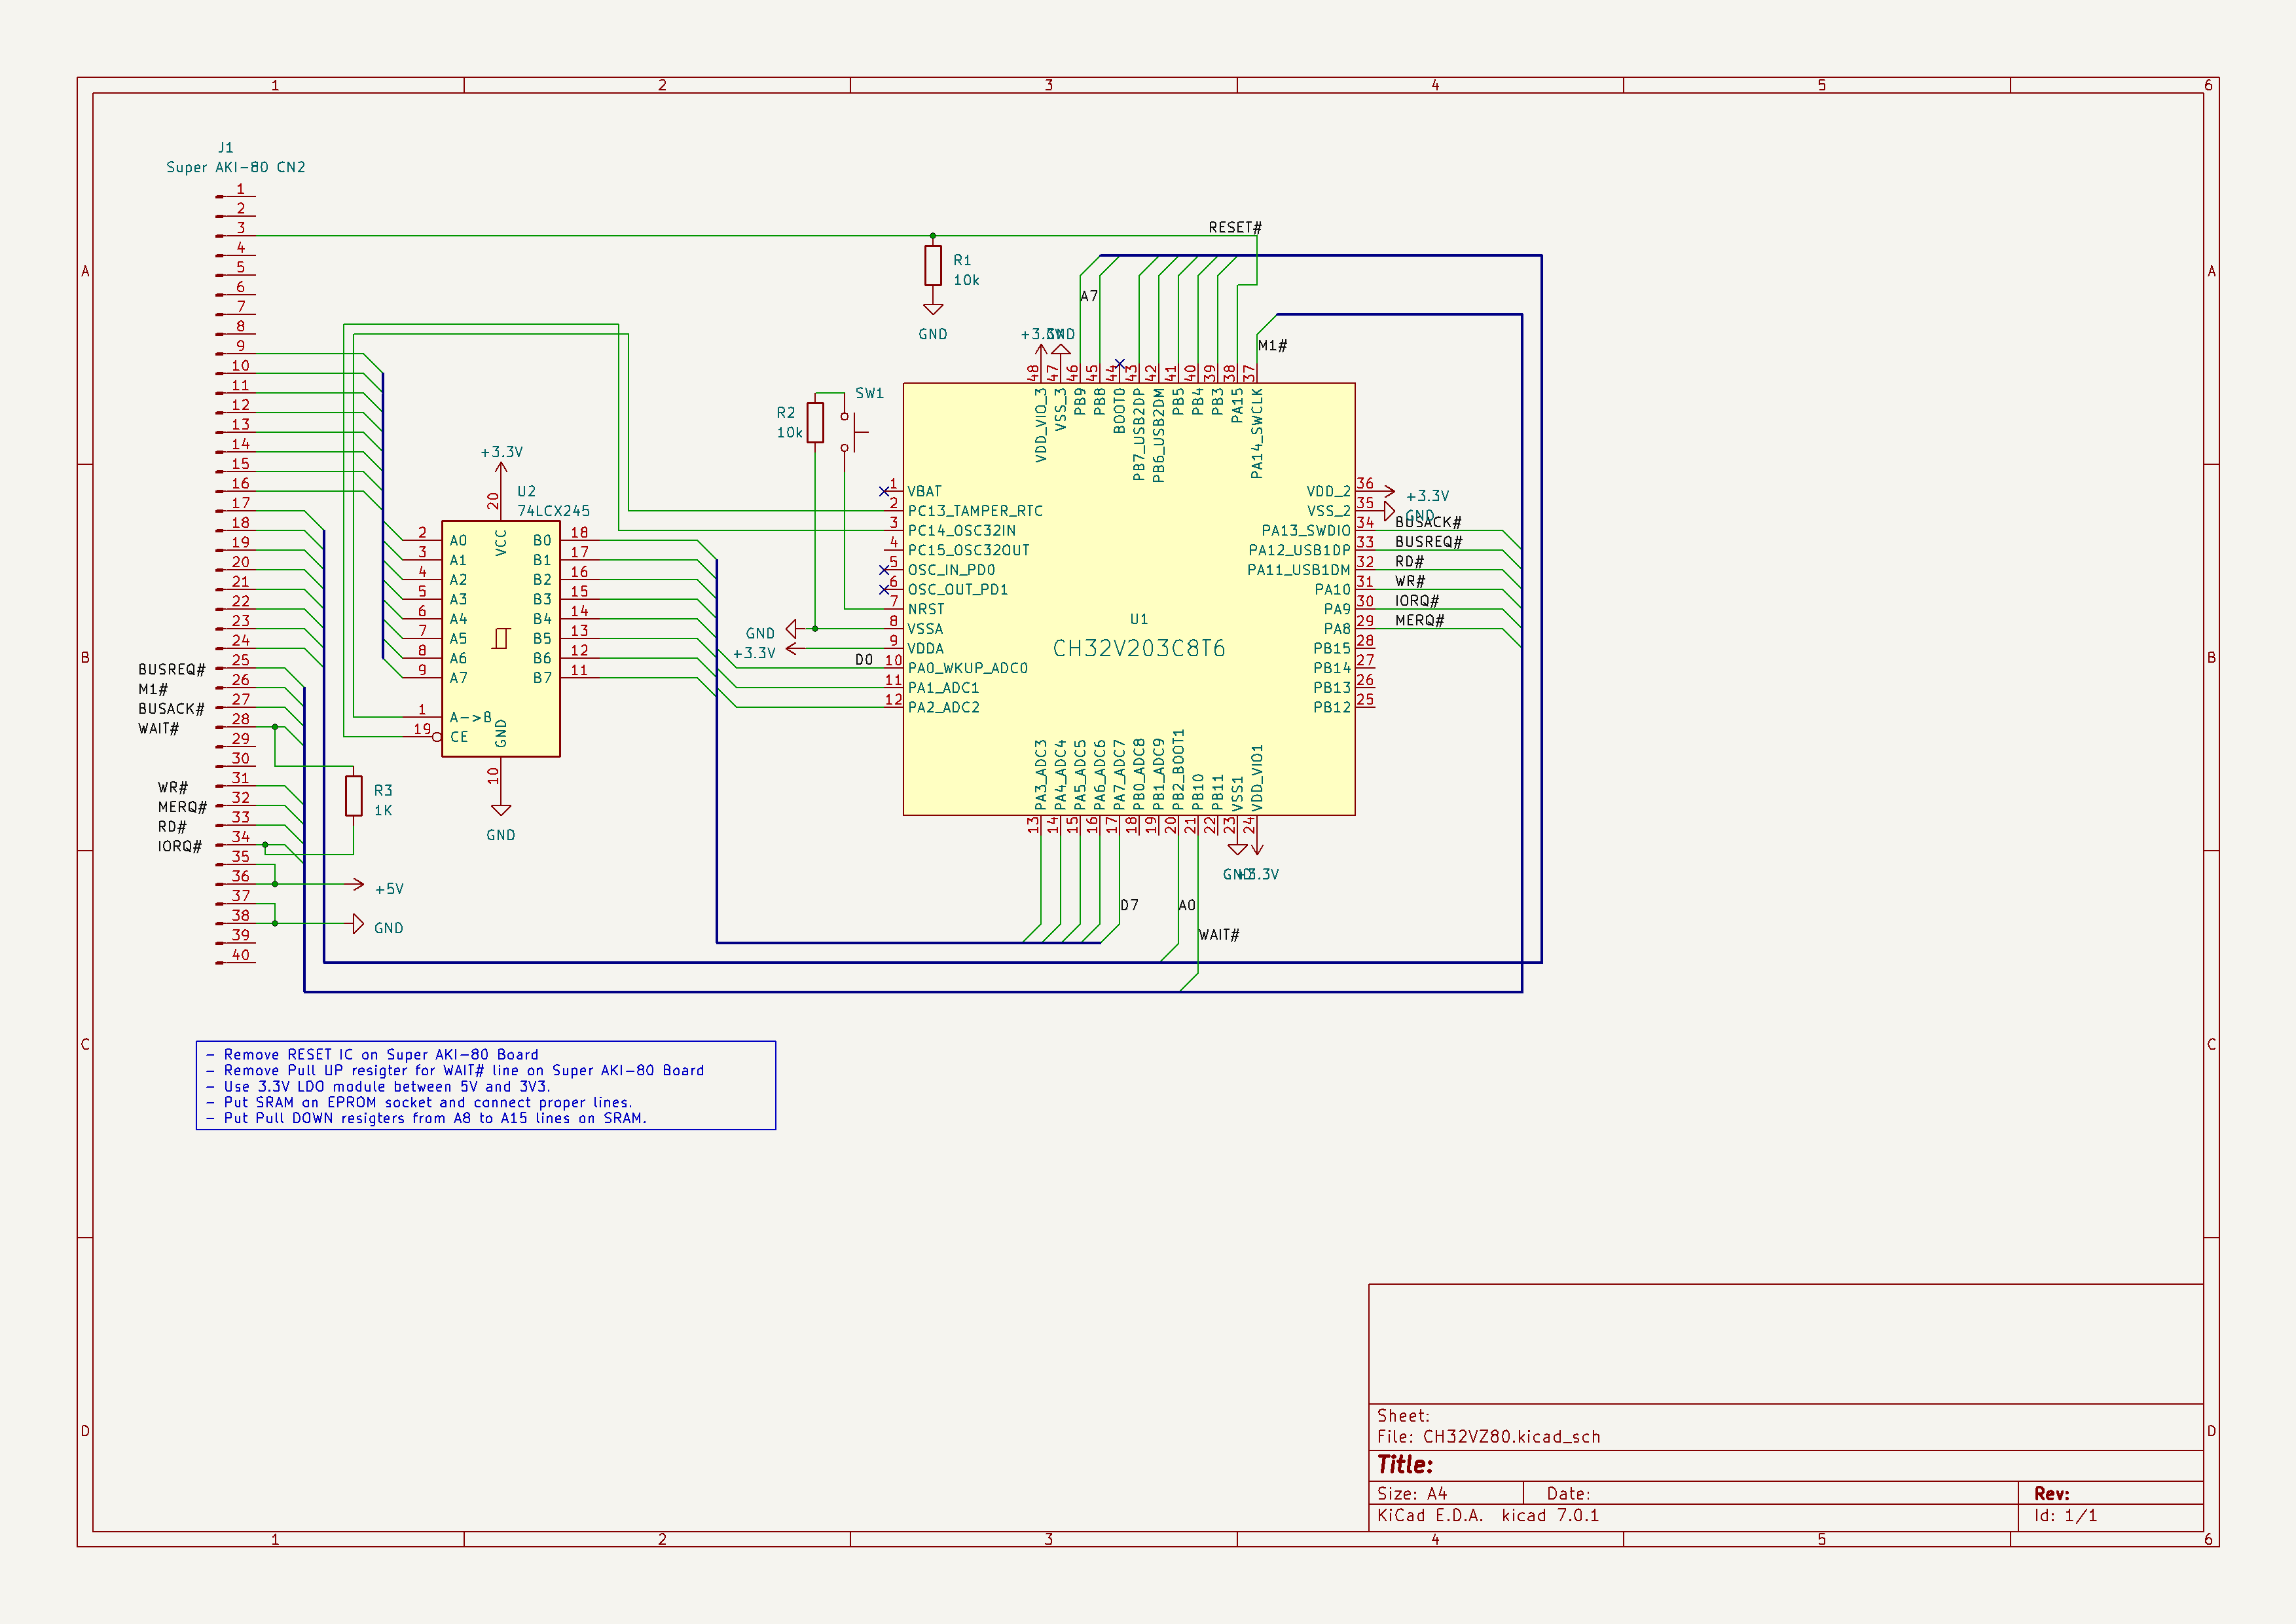 1 2 3 4 5 6
A
B
C
D
A
B
C
D
J1
Super AKI-80 CN2
1
2
3
4
5
6
7
8
9
10
11
12
13
14
15
16
17
18
19
20
21
22
23
24
25
26
27
28
29
30
31
32
33
34
35
36
37
38
39
40
BUSREQ#
M1#
BUSACK#
WAIT#
WR#
MERQ#
RD#
IORQ#
R3
1K
+5V
GND
+3.3V
U2
74LCX245
20
VCC
2 A0 B0 18
3 A1 B1 17
4 A2 B2 16
5 A3 B3 15
6 A4 B4 14
7 A5 B5 13
8 A6 B6 12
9 A7 B7 11
1 A->B
19 CE
GND
10
GND
R1
10k
GND
R2
10k
SW1
GND
+3.3V
D0
RESET#
A7
M1#
+3.3V
GND
48 VDD_VIO_3
47 VSS_3
46 PB9
45 PB8
44 BOOT0
43 PB7_USB2DP
42 PB6_USB2DM
41 PB5
40 PB4
39 PB3
38 PA15
37 PA14_SWCLK
1 VBAT
2 PC13_TAMPER_RTC
3 PC14_OSC32IN
4 PC15_OSC32OUT
5 OSC_IN_PD0
6 OSC_OUT_PD1
7 NRST
8 VSSA
9 VDDA
10 PA0_WKUP_ADC0
11 PA1_ADC1
12 PA2_ADC2
U1
CH32V203C8T6
VDD_2 36
VSS_2 35
PA13_SWDIO 34
PA12_USB1DP 33
PA11_USB1DM 32
PA10 31
PA9 30
PA8 29
PB15 28
PB14 27
PB13 26
PB12 25
+3.3V
GND
BUSACK#
BUSREQ#
RD#
WR#
IORQ#
MERQ#
PA3_ADC3 13
PA4_ADC4 14
PA5_ADC5 15
PA6_ADC6 16
PA7_ADC7 17
PB0_ADC8 18
PB1_ADC9 19
PB2_BOOT1 20
PB10 21
PB11 22
VSS1 23
VDD_VIO1 24
GND
+3.3V
D7
A0
WAIT#
- Remove RESET IC on Super AKI-80 Board
- Remove Pull UP resigter for WAIT# line on Super AKI-80 Board
- Use 3.3V LDO module between 5V and 3V3.
- Put SRAM on EPROM socket and connect proper lines.
- Put Pull DOWN resigters from A8 to A15 lines on SRAM.
Sheet:
File: CH32VZ80.kicad_sch
Title:
Size: A4 Date: Rev:
KiCad E.D.A. kicad 7.0.1 Id: 1/1
1 2 3 4 5 6